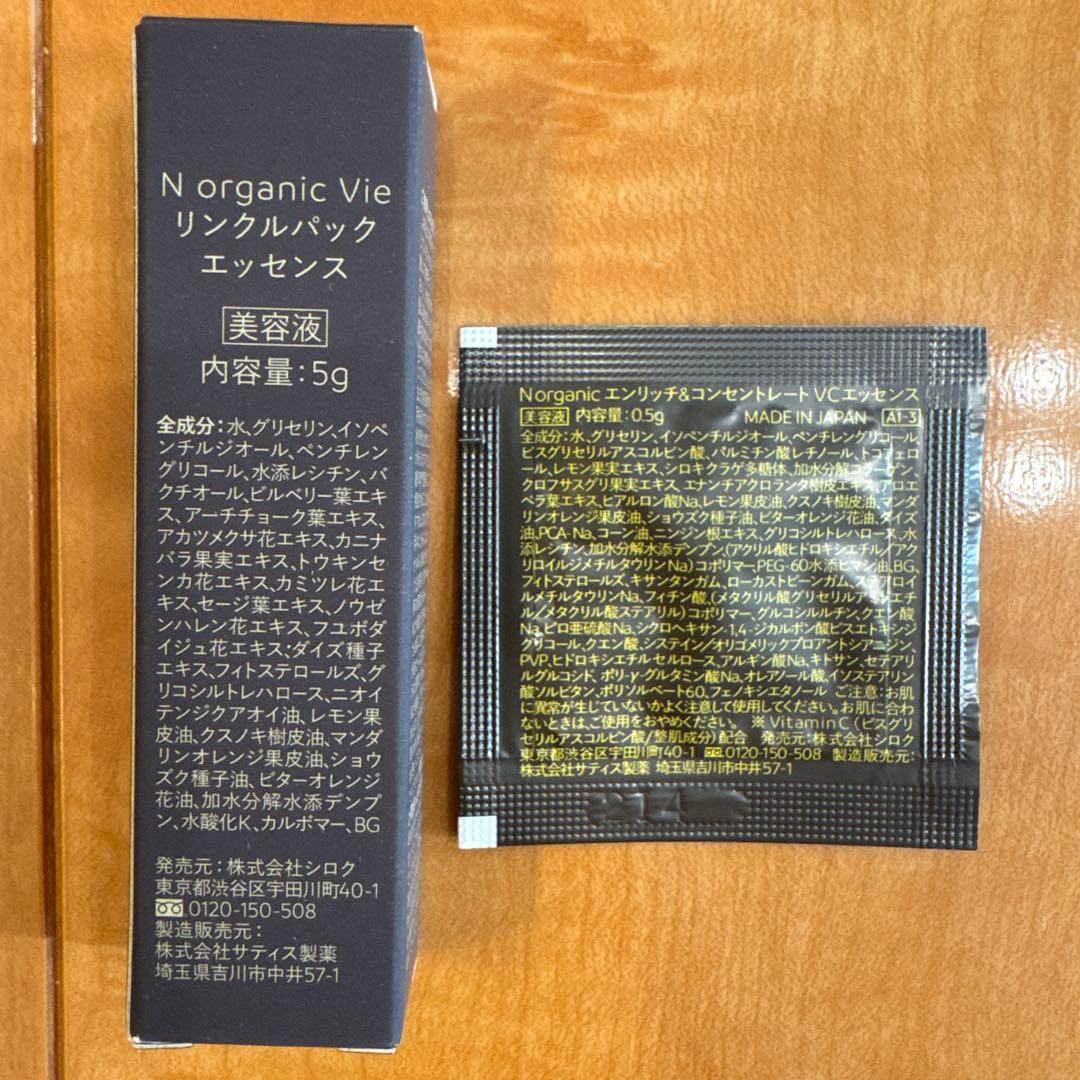 N organic Vie
リンクルパック
エッセンス
美容液
内容量：5g
全成分：水、グリセリン、イソペ
ンチルジオール、ペンチレン
グリコール、水添レシチン、バ
クチオール、ビルベリー葉エキ
ス、アーチチョーク葉エキス、
アカツメクサ花エキス、カニナ
バラ果実エキス、トウキンセ
ンカ花エキス、カミツレ花エ
キス、セージ葉エキス、ノウゼ
ンハレン花エキス、フユボダ
イジュ花エキス、ダイズ種子
エキス、フィトステロールズ、グ
リコシルトレハロース、ニオイ
テンジクアオイ油、レモン果
皮油、クスノキ樹皮油、マンダ
リンオレンジ果皮油、ショウ
ズク種子油、ビターオレンジ
花油、加水分解水添デンプ
ン、水酸化K、カルボマー、BG
発売元：株式会社シロク
東京都渋谷区宇田川町40-1
0120-150-508
製造販売元：
株式会社サティス製薬
埼玉県吉川市中井57-1
N organic エンリッチ&コンセントレート VC エッセンス
美容液 内容量：0.5g MADE IN JAPAN A1-3
全成分：水、グリセリン、イソペンチルジオール、ペンチレングリコール、
ビスグリセリルアスコルビン酸、パルミチン酸レチノール、トコフェロ
ール、レモン果実エキス、シロキクラゲ多糖体、加水分解コラーゲン、
クロフサスグリ果実エキス、エナンチアクロランタ樹皮エキス、アロエ
ベラ葉エキス、ヒアルロン酸Na、レモン果皮油、クスノキ樹皮油、マンダ
リンオレンジ果皮油、ショウズク種子油、ビターオレンジ花油、ダイズ
油、PCA-Na、コーン油、ニンジン根エキス、グリコシルトレハロース、水
添レシチン、加水分解水添デンプン、（アクリル酸ヒドロキシエチル／アク
リロイルジメチルタウリンNa）コポリマー、PEG-60水添ヒマシ油、BG、
フィトステロールズ、キサンタンガム、ローカストビーンガム、ステアロイ
ルメチルタウリンNa、フィチン酸、（メタクリル酸グリセリルアミドエチ
ル／メタクリル酸ステアリル）コポリマー、グルコシルルチン、クエン酸
Na、ピロ亜硫酸Na、シクロヘキサン-1,4-ジカルボン酸ビスエトキシジ
グリコール、クエン酸、システイン／オリゴメリックプロアントシアニジン、
PVP、ヒドロキシエチルセルロース、アルギン酸Na、キトサン、セテアリ
ルグルコシド、ポリ-γ-グルタミン酸Na、オレアノール酸、イソステアリン
酸ソルビタン、ポリソルベート60、フェノキシエタノール ご注意：お肌
に異常が生じていないかよく注意して使用してください。お肌に合わ
ないときは、ご使用をおやめください。 ※Vitamin C（ビスグリ
セリルアスコルビン酸／整肌成分）配合 発売元：株式会社シロク
東京都渋谷区宇田川町40-1 0120-150-508 製造販売元：
株式会社サティス製薬 埼玉県吉川市中井57-1